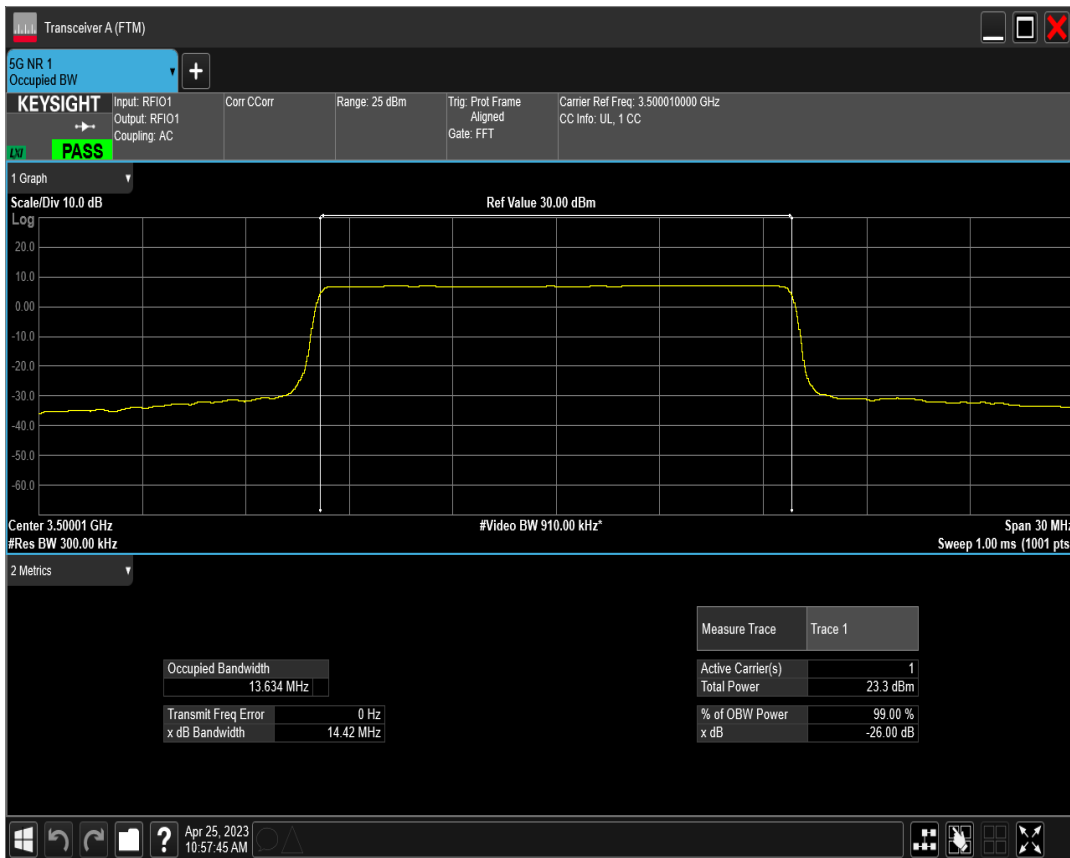 Transceiver A (FTM)
5G NR 1
Occupied BW
+
KEYSIGHT
LXI
PASS
Input: RFIO1
Output: RFIO1
Coupling: AC
Corr CCorr
Range: 25 dBm
Trig: Prot Frame
Aligned
Gate: FFT
Carrier Ref Freq: 3.500010000 GHz
CC Info: UL, 1 CC
1 Graph
Scale/Div 10.0 dB
Ref Value 30.00 dBm
Log
20.0
10.0
0.00
-10.0
-20.0
-30.0
-40.0
-50.0
-60.0
Center 3.50001 GHz
#Video BW 910.00 kHz*
Span 30 MHz
#Res BW 300.00 kHz
Sweep 1.00 ms (1001 pts
2 Metrics
Measure Trace Trace 1
Occupied Bandwidth
13.634 MHz
Active Carrier(s) 1
Total Power 23.3 dBm
Transmit Freq Error 0 Hz
x dB Bandwidth 14.42 MHz
% of OBW Power 99.00 %
x dB -26.00 dB
?
Apr 25, 2023
10:57:45 AM